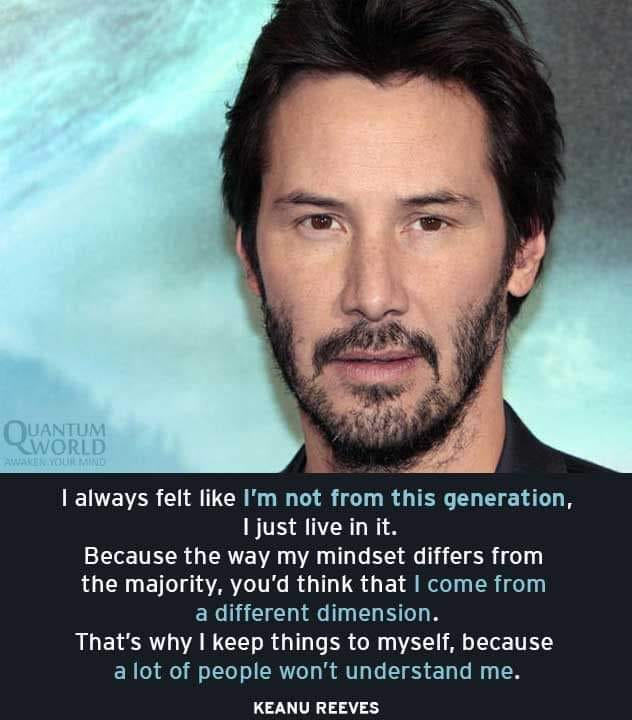 QUANTUM
WORLD
AWAKEN YOUR MIND
I always felt like I'm not from this generation,
I just live in it.
Because the way my mindset differs from
the majority, you'd think that I come from
a different dimension.
That's why I keep things to myself, because
a lot of people won't understand me.
KEANU REEVES